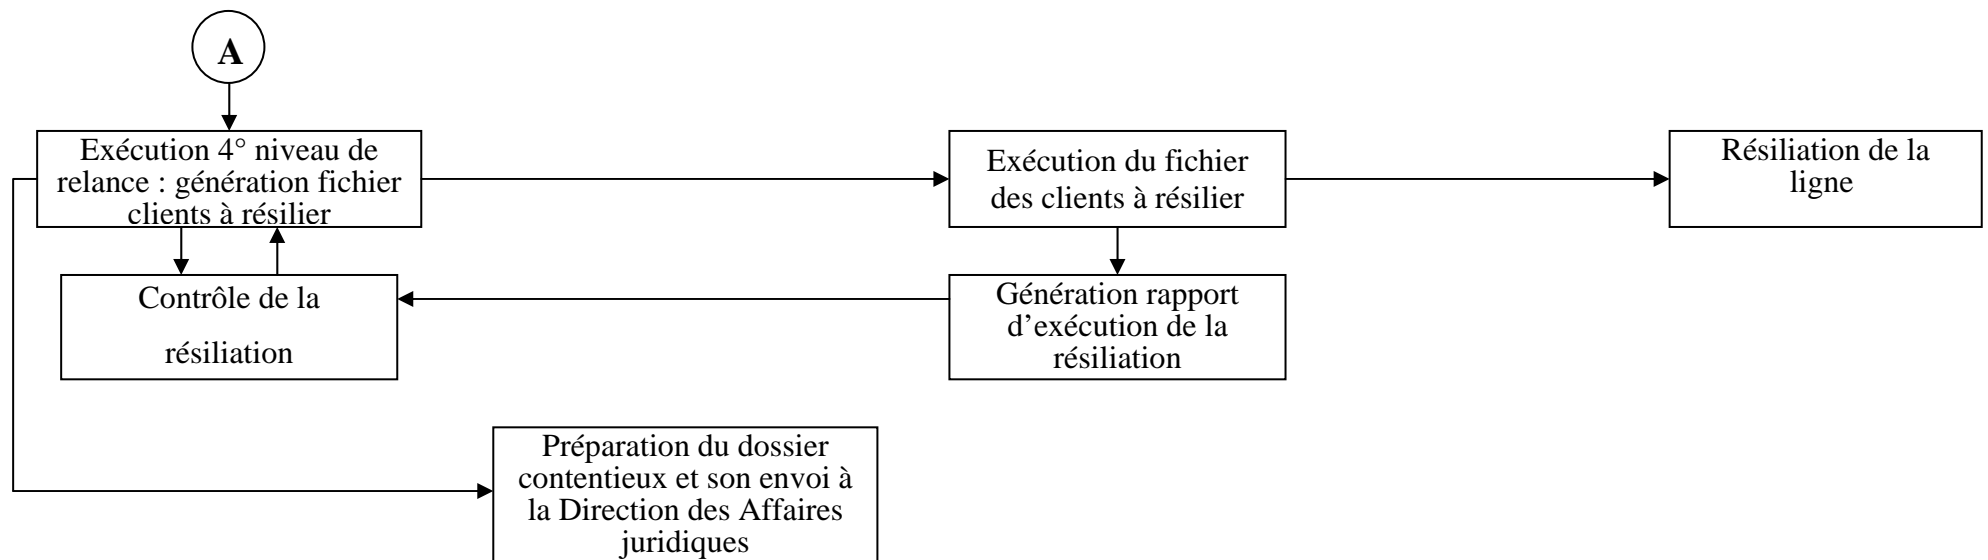 A
Exécution 4° niveau de
relance : génération fichier
clients à résilier
Exécution du fichier
des clients à résilier
Résiliation de la
ligne
Contrôle de la
résiliation
Génération rapport
d’exécution de la
résiliation
Préparation du dossier
contentieux et son envoi à
la Direction des Affaires
juridiques